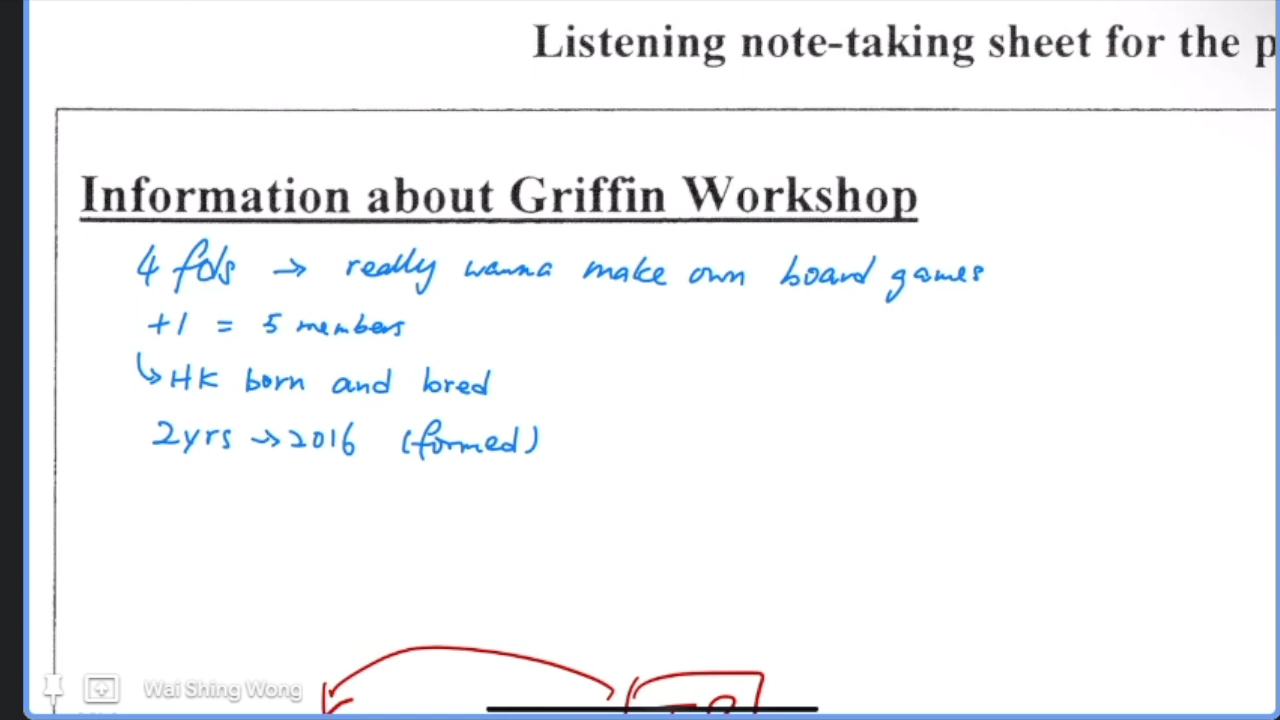 Listening note-taking sheet for the p
Information about Griffin Workshop
4 fds → really wanna make own board games
+1 = 5 members
↳ HK born and bred
2yrs → 2016 (formed)
Wai Shing Wong